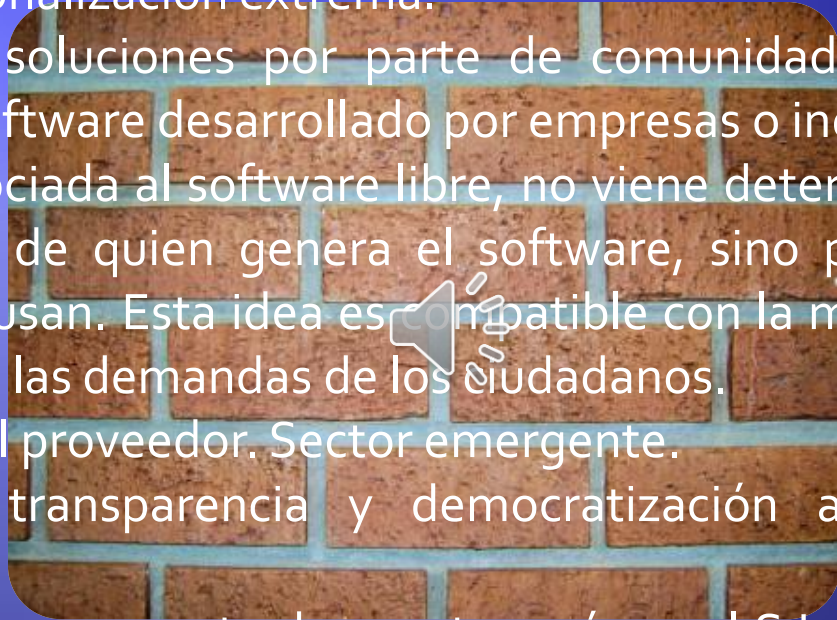 soluciones por parte de comunidad
ftware desarrollado por empresas o in
ciada al software libre, no viene deter
de quien genera el software, sino p
usan. Esta idea es compatible con la m
las demandas de los ciudadanos.
l proveedor. Sector emergente.
transparencia y democratización a